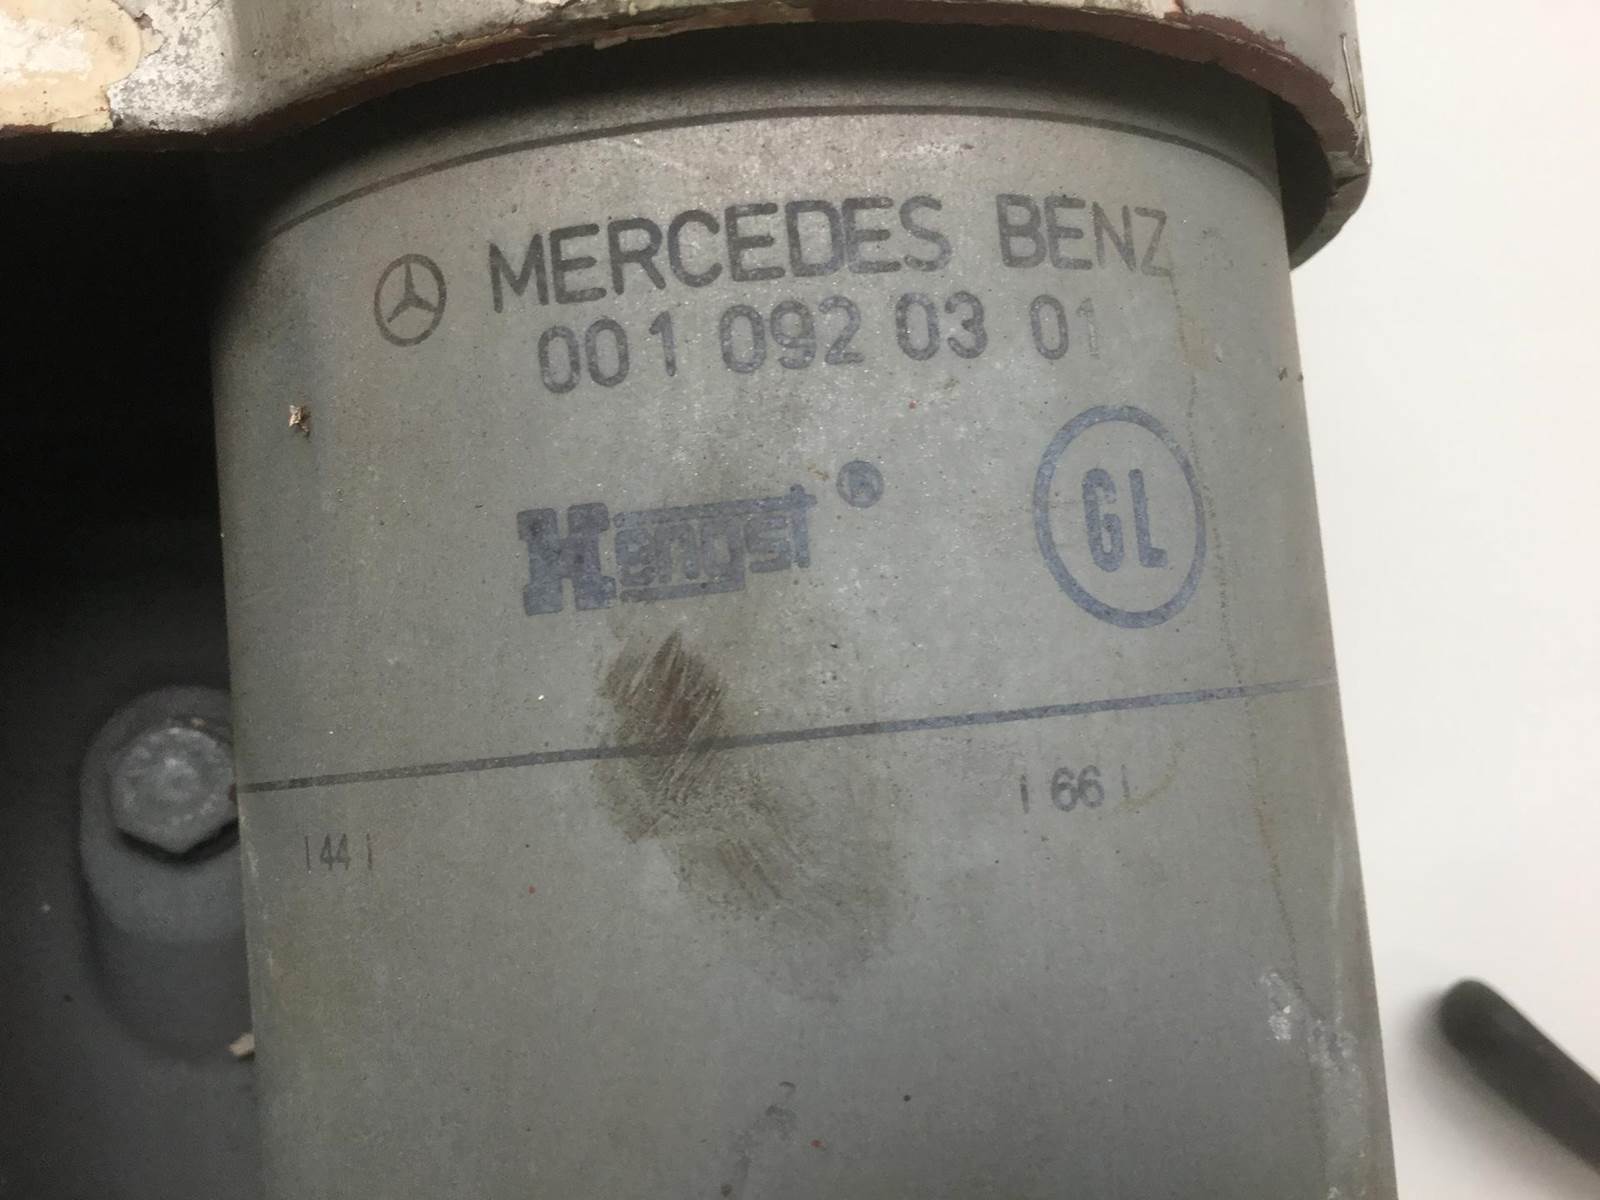 MERCEDES BENZ
001 092 03 01
Hengst ®
GL
| 66 |
| 44 |